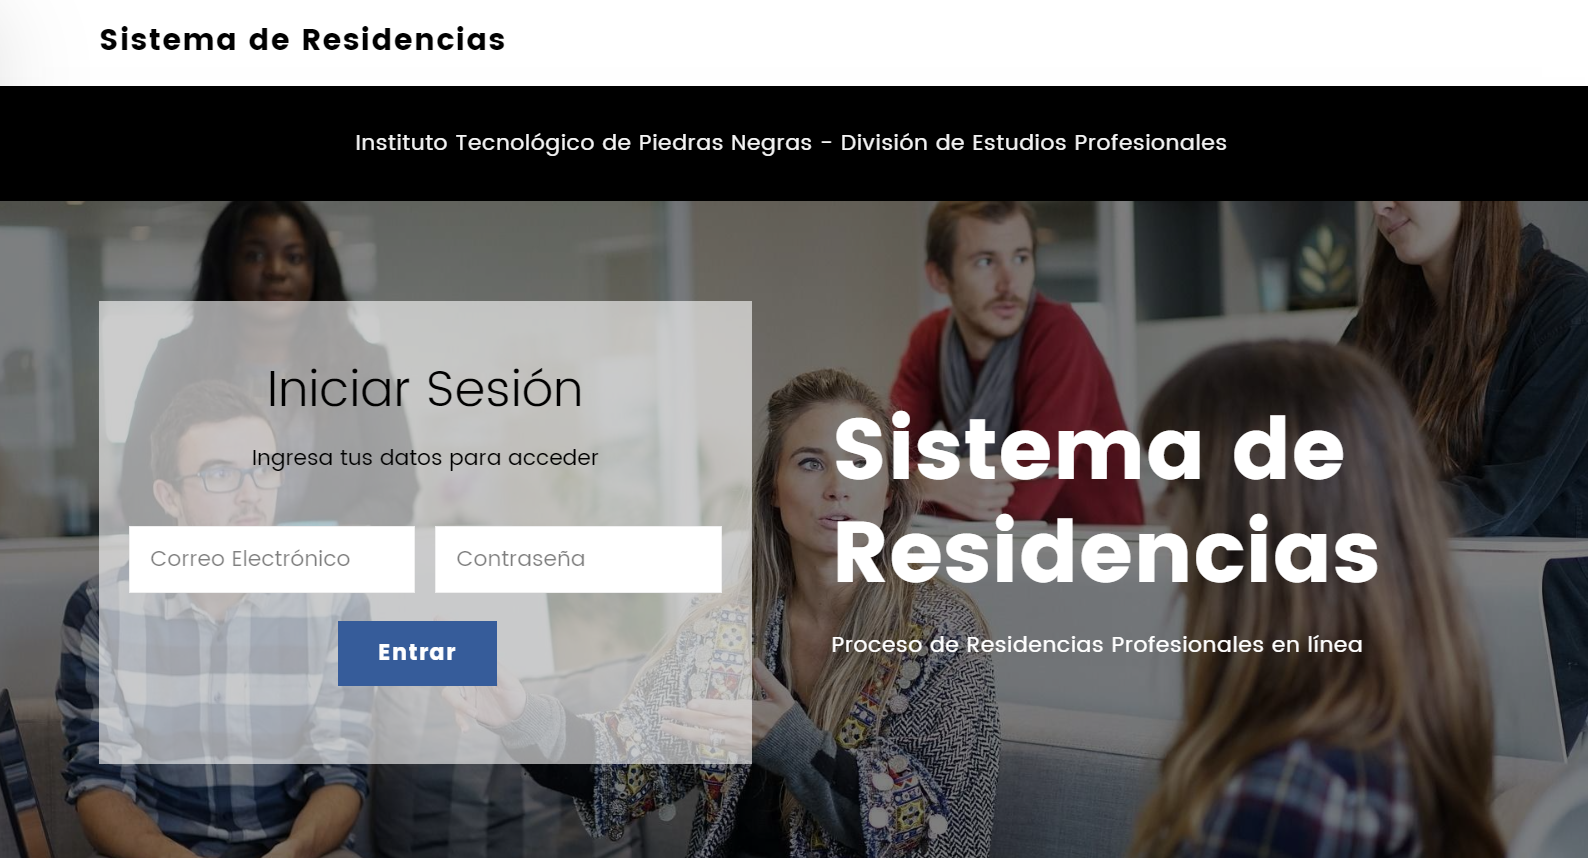 Sistema de Residencias
Instituto Tecnológico de Piedras Negras - División de Estudios Profesionales
Iniciar Sesión
Ingresa tus datos para acceder
Correo Electrónico
Contraseña
Entrar
Sistema de
Residencias
Proceso de Residencias Profesionales en línea